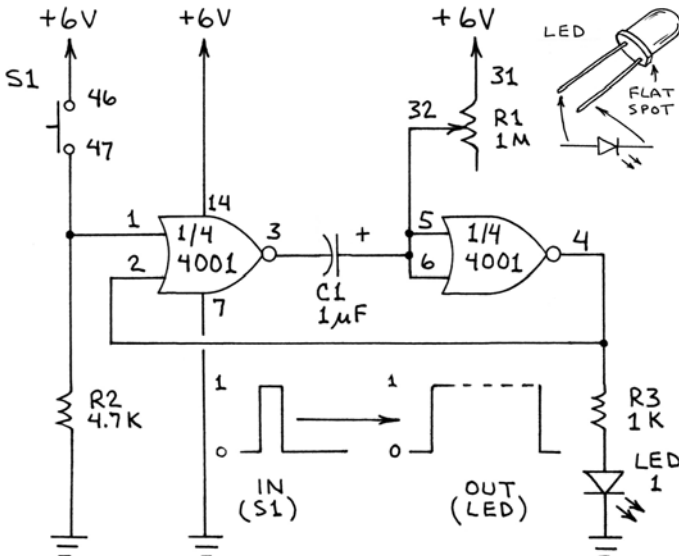 +6V
+6V
+6V
S1
46
47
31
32
R1
1M
LED
FLAT
SPOT
14
1
2
1/4
4001
3
7
+
C1
1µF
5
6
1/4
4001
4
R2
4.7K
1
0
IN
(S1)
1
0
OUT
(LED)
R3
1K
LED
1